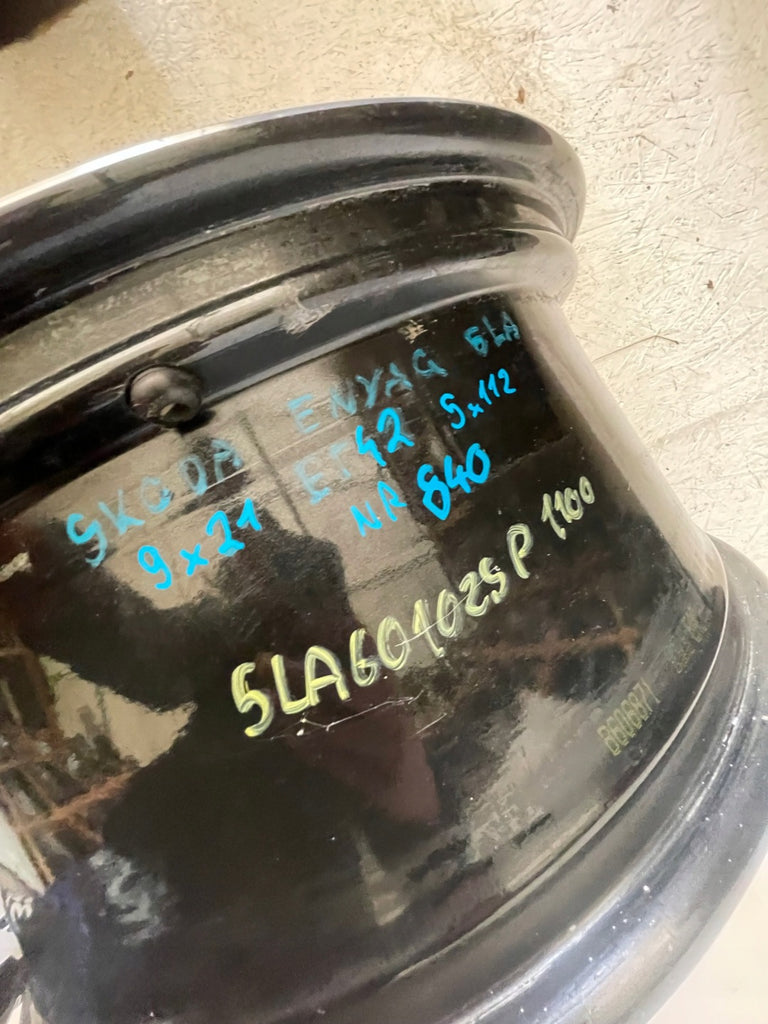 SKODA ENYAQ 5LA
9x21 ET42 5x112
NR 840
5LA601025P 1100